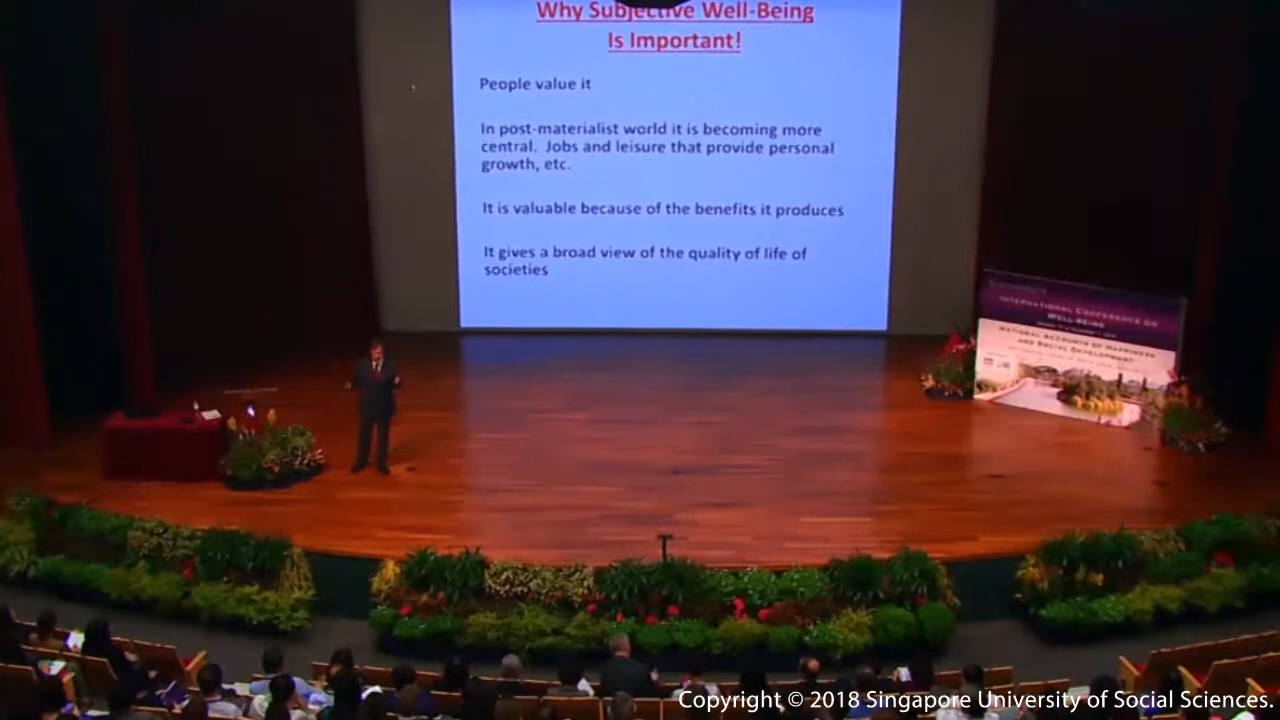 Why Subjective Well-Being
Is Important!
People value it
In post-materialist world it is becoming more
central. Jobs and leisure that provide personal
growth, etc.
It is valuable because of the benefits it produces
It gives a broad view of the quality of life of
societies
International Conference on
Well-Being
National Accounts of Happiness
and Social Development
Copyright © 2018 Singapore University of Social Sciences.